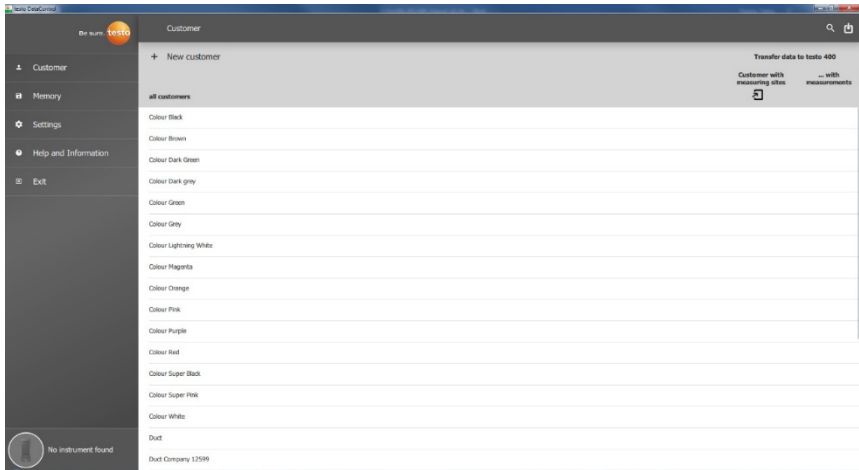 testo DataControl
Be sure. testo
Customer
+ New customer
Transfer data to testo 400
Customer with measuring sites
... with measurements
all customers
Customer
Memory
Settings
Help and Information
Exit
Colour Black
Colour Brown
Colour Dark Green
Colour Dark grey
Colour Green
Colour Grey
Colour Lightning White
Colour Magenta
Colour Orange
Colour Pink
Colour Purple
Colour Red
Colour Super Black
Colour Super Pink
Colour White
Duct
Duct Company 12599
No instrument found